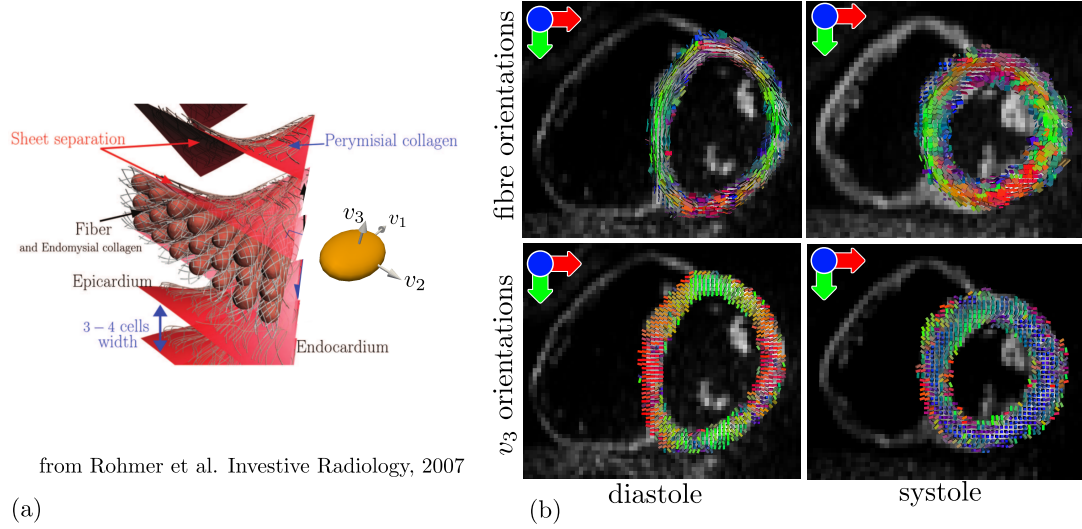 Sheet separation
Perymisial collagen
Fiber
and Endomysial collagen
Epicardium
3 – 4 cells
width
Endocardium
v₃
v₁
v₂
from Rohmer et al. Investive Radiology, 2007
(a)
fibre orientations
v₃ orientations
diastole
systole
(b)